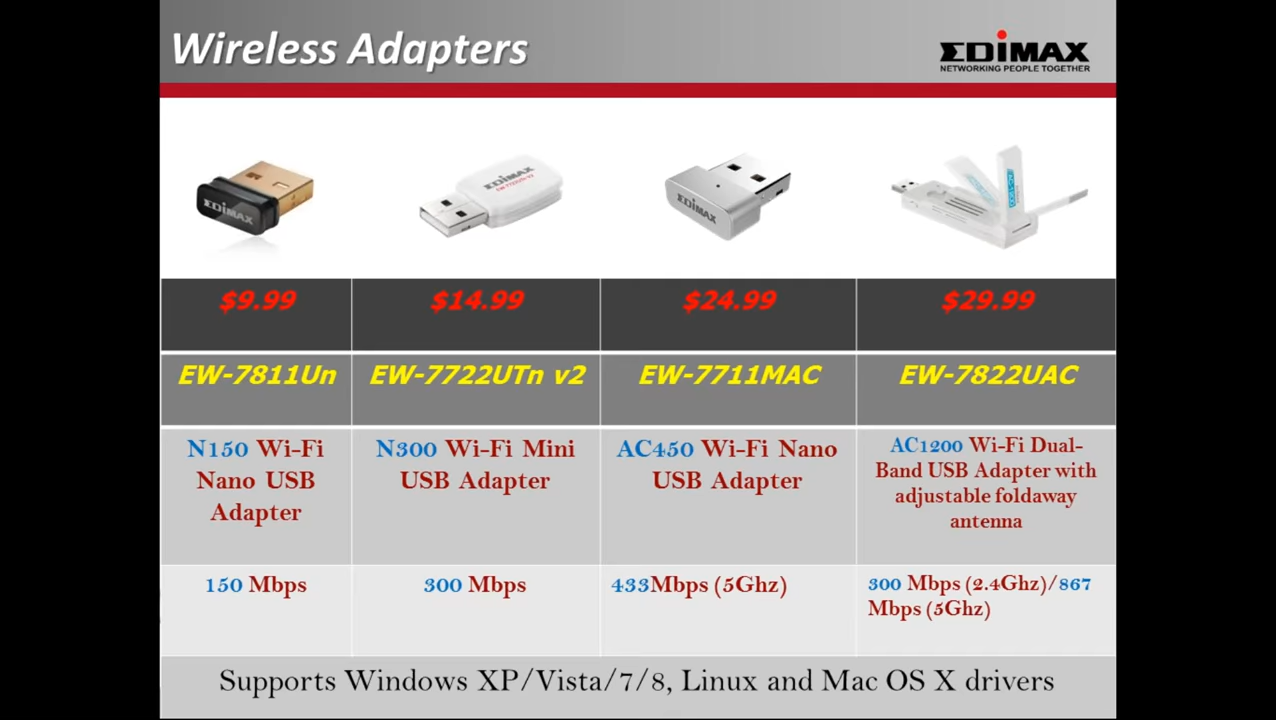 Wireless Adapters
EDIMAX
NETWORKING PEOPLE TOGETHER
EDIMAX
EDIMAX
EDIMAX
$9.99
$14.99
$24.99
$29.99
EW-7811Un
EW-7722UTn v2
EW-7711MAC
EW-7822UAC
N150 Wi-Fi
Nano USB
Adapter
N300 Wi-Fi Mini
USB Adapter
AC450 Wi-Fi Nano
USB Adapter
AC1200 Wi-Fi Dual-
Band USB Adapter with
adjustable foldaway
antenna
150 Mbps
300 Mbps
433Mbps (5Ghz)
300 Mbps (2.4Ghz)/867
Mbps (5Ghz)
Supports Windows XP/Vista/7/8, Linux and Mac OS X drivers